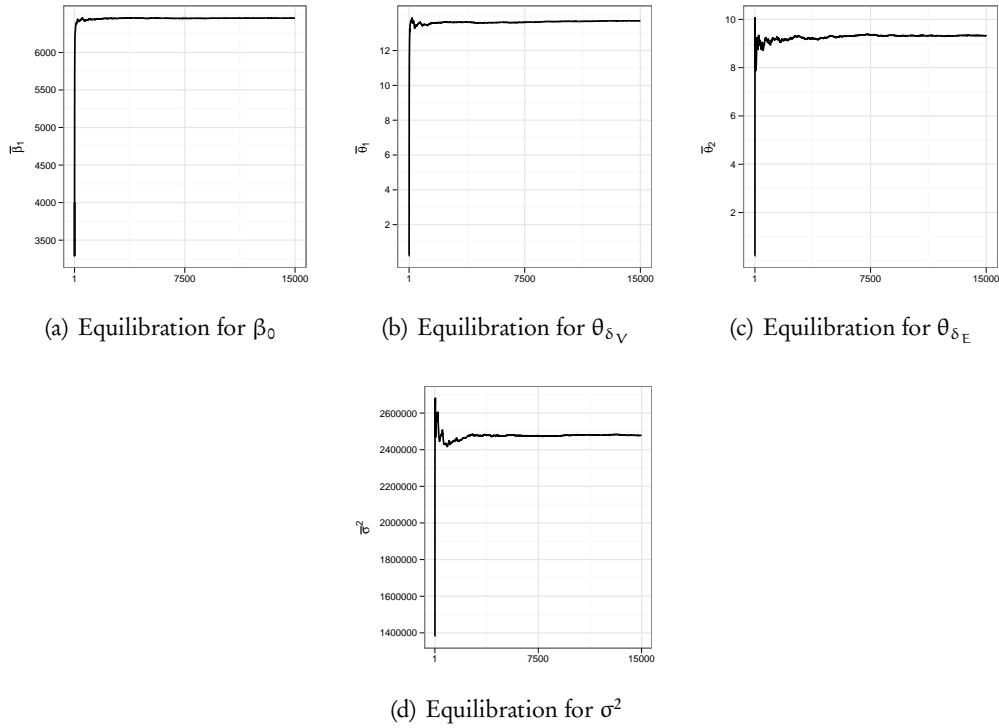 6000
5500
5000
4500
4000
3500
β̅₁
1 7500 15000
12
10
8
6
4
2
θ̅₁
1 7500 15000
10
8
6
4
2
θ̅₂
1 7500 15000
(a) Equilibration for β₀
(b) Equilibration for θ_δ_V
(c) Equilibration for θ_δ_E
2600000
2400000
2200000
2000000
1800000
1600000
1400000
σ̅²
1 7500 15000
(d) Equilibration for σ²